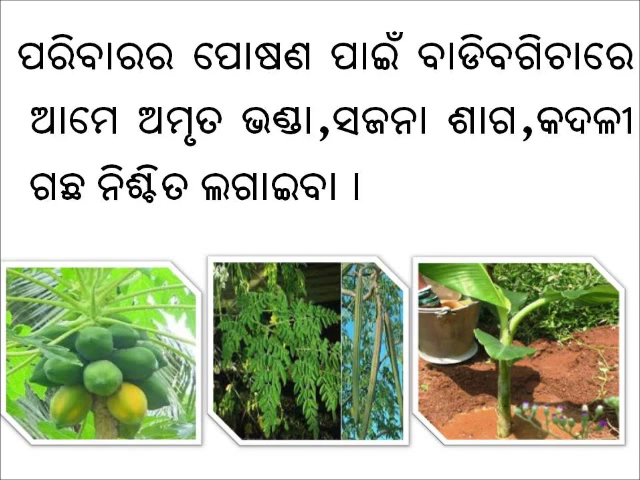 ପରିବାରର ପୋଷଣ ପାଇଁ ବାଡିବଗିଚାରେ
ଆମେ ଅମୃତ ଭଣ୍ଡା,ସଜନା ଶାଗ,କଦଳୀ
ଗଛ ନିଶ୍ଚିତ ଲଗାଇବା ।